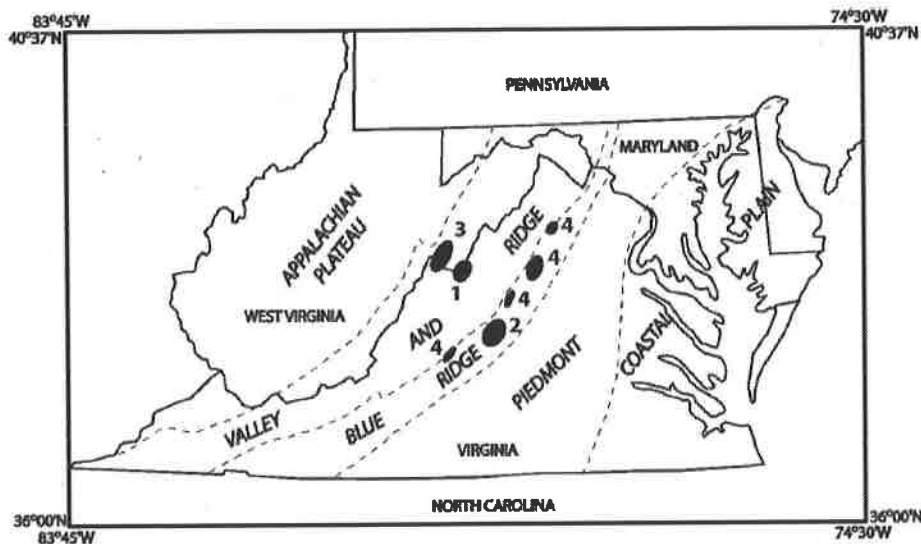 83°45'W
74°30'W
40°37'N
40°37'N
PENNSYLVANIA
MARYLAND
PLAIN
APPALACHIAN
PLATEAU
3
RIDGE
4
4
1
4
WEST VIRGINIA
AND
2
4
RIDGE
COASTAL
PIEDMONT
VALLEY
BLUE
VIRGINIA
NORTH CAROLINA
36°00'N
36°00'N
83°45'W
74°30'W